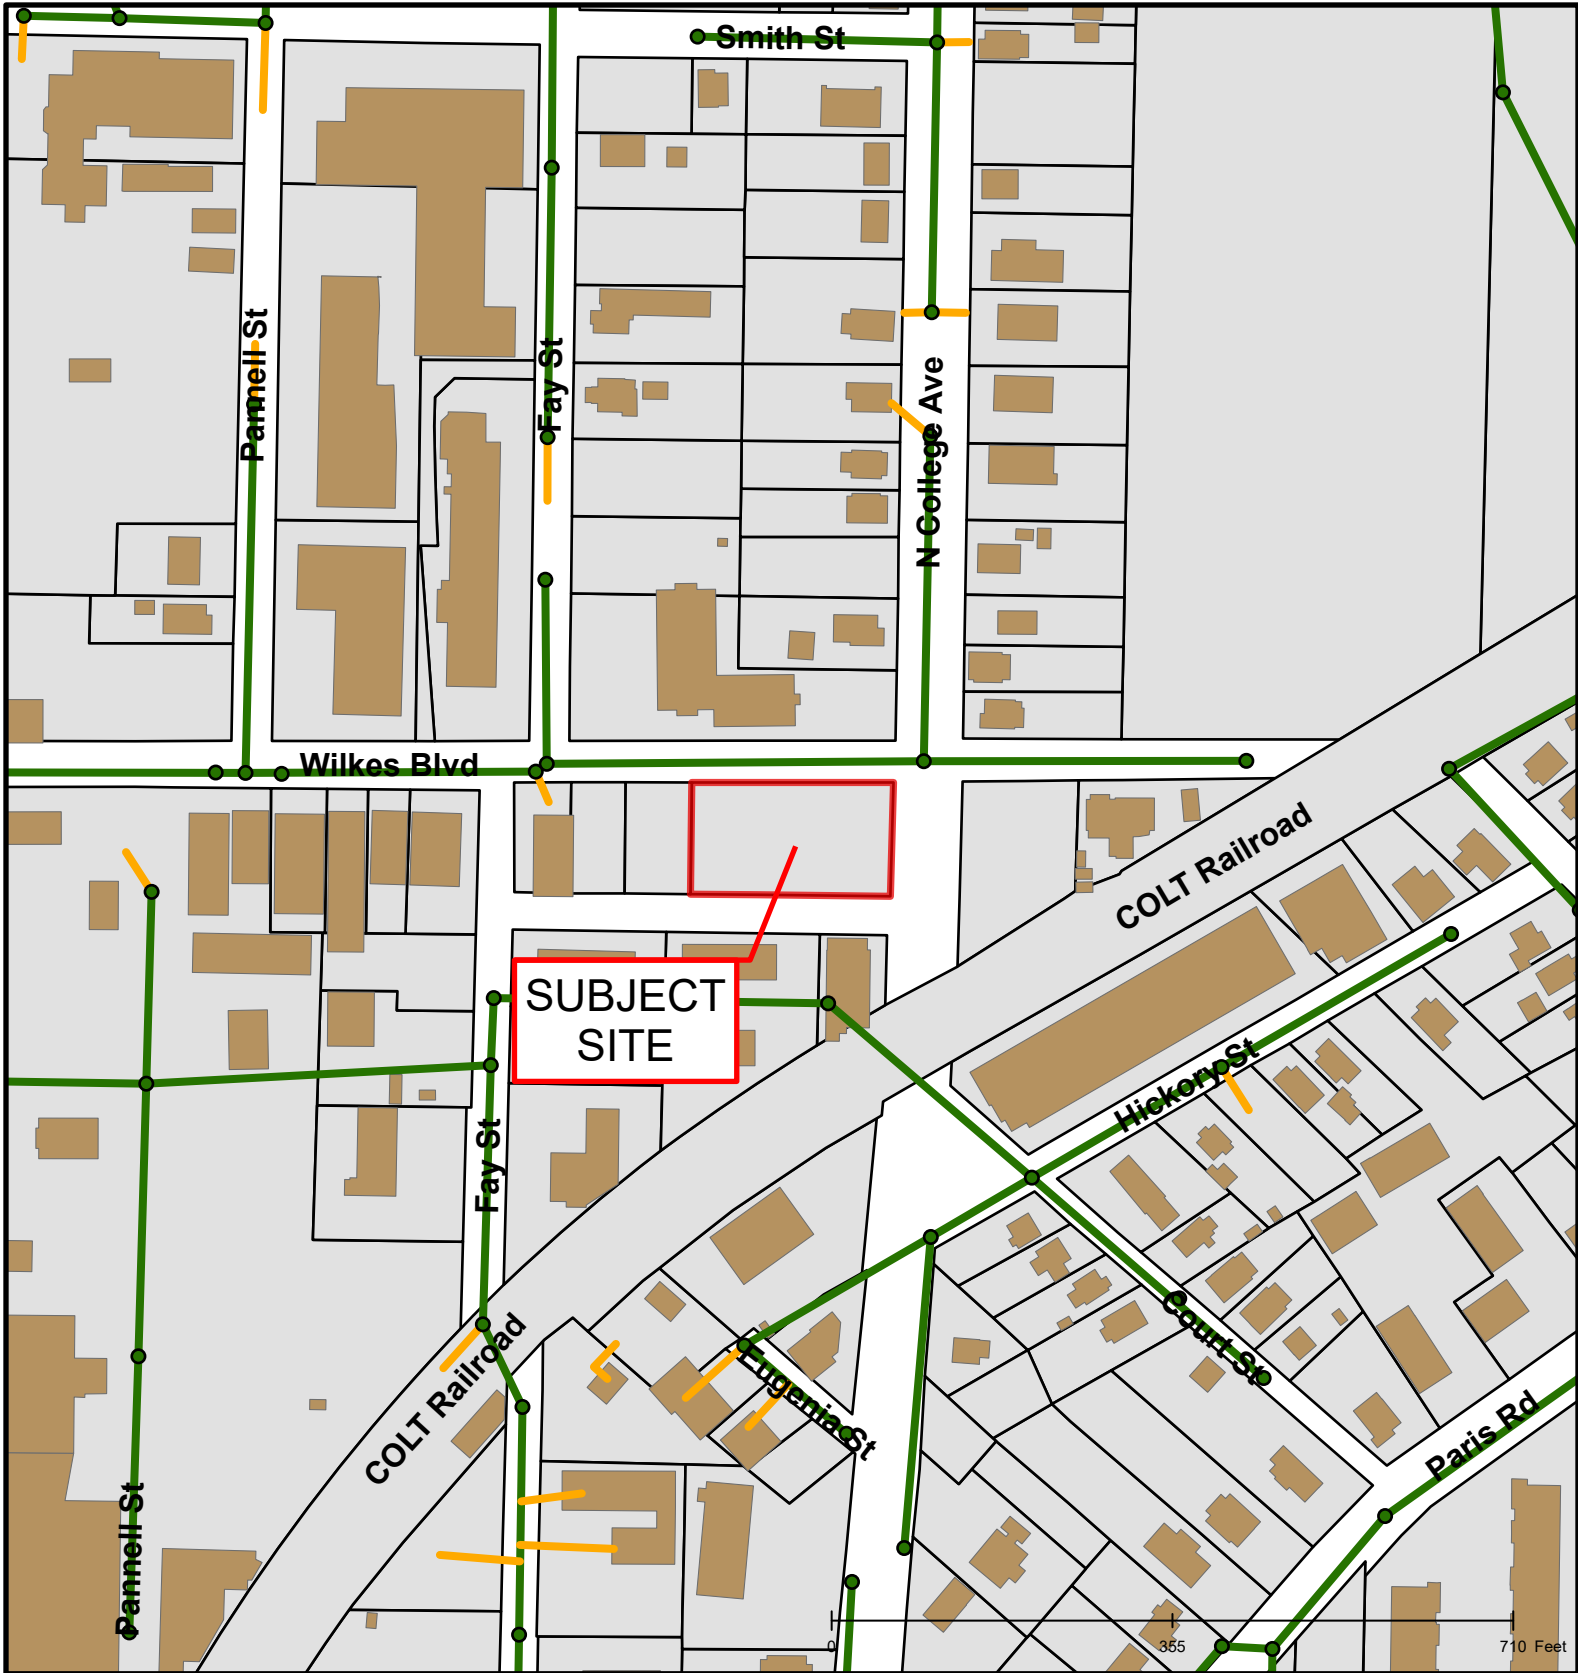 Smith St
Pannell St
Fay St
N College Ave
Wilkes Blvd
COLT Railroad
SUBJECT
SITE
Hickory St
Fay St
Court St
COLT Railroad
Eugenia St
Paris Rd
Pannell St
0 355 710 Feet